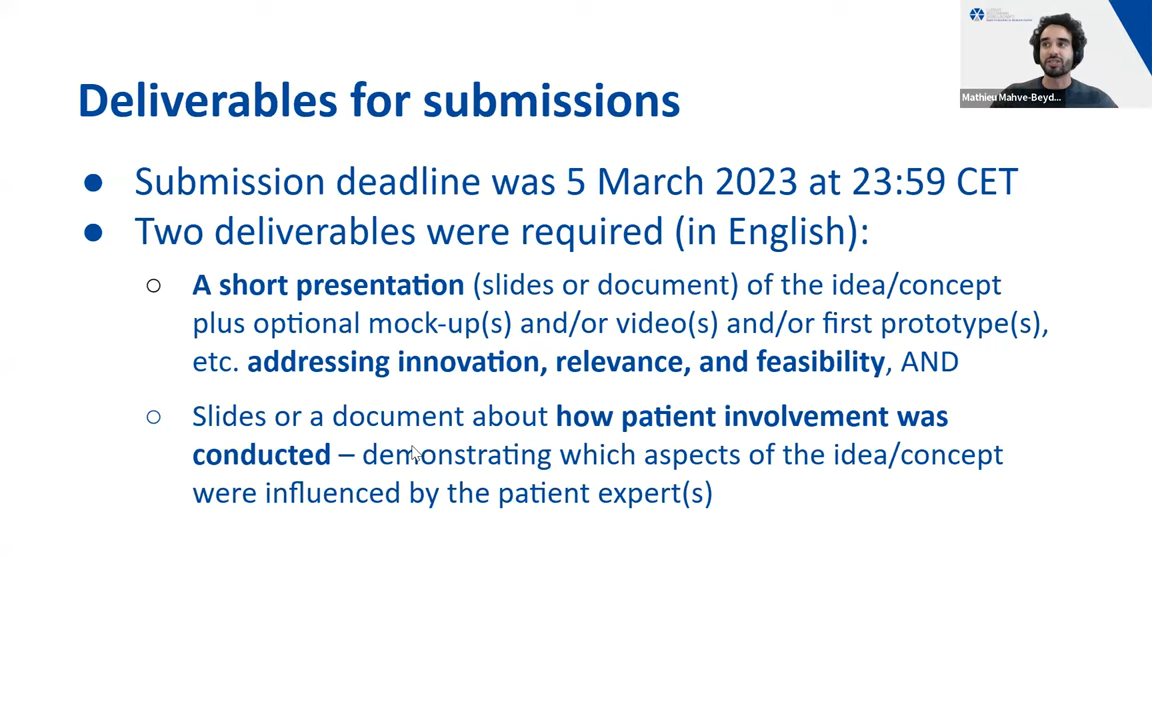 Deliverables for submissions
Mathieu Mahve-Beyd...
● Submission deadline was 5 March 2023 at 23:59 CET
● Two deliverables were required (in English):
○ A short presentation (slides or document) of the idea/concept
plus optional mock-up(s) and/or video(s) and/or first prototype(s),
etc. addressing innovation, relevance, and feasibility, AND
○ Slides or a document about how patient involvement was
conducted – demonstrating which aspects of the idea/concept
were influenced by the patient expert(s)